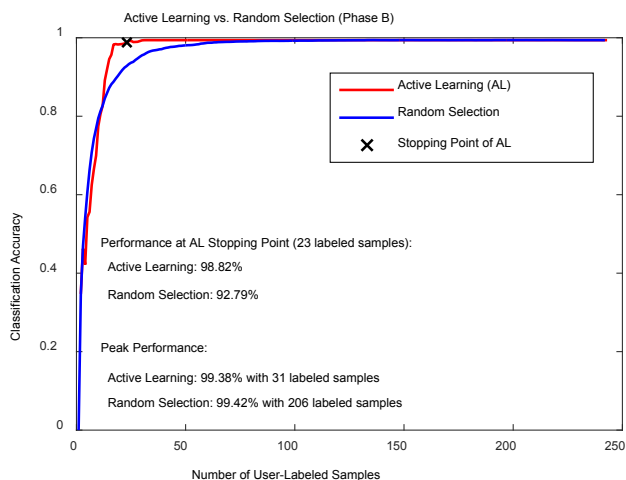 Active Learning vs. Random Selection (Phase B)
1
0.8
0.6
0.4
0.2
0
Classification Accuracy
Active Learning (AL)
Random Selection
Stopping Point of AL
Performance at AL Stopping Point (23 labeled samples):
Active Learning: 98.82%
Random Selection: 92.79%
Peak Performance:
Active Learning: 99.38% with 31 labeled samples
Random Selection: 99.42% with 206 labeled samples
0 50 100 150 200 250
Number of User-Labeled Samples